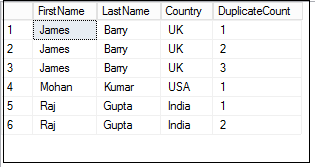 FirstName LastName Country DuplicateCount
1 James Barry UK 1
2 James Barry UK 2
3 James Barry UK 3
4 Mohan Kumar USA 1
5 Raj Gupta India 1
6 Raj Gupta India 2